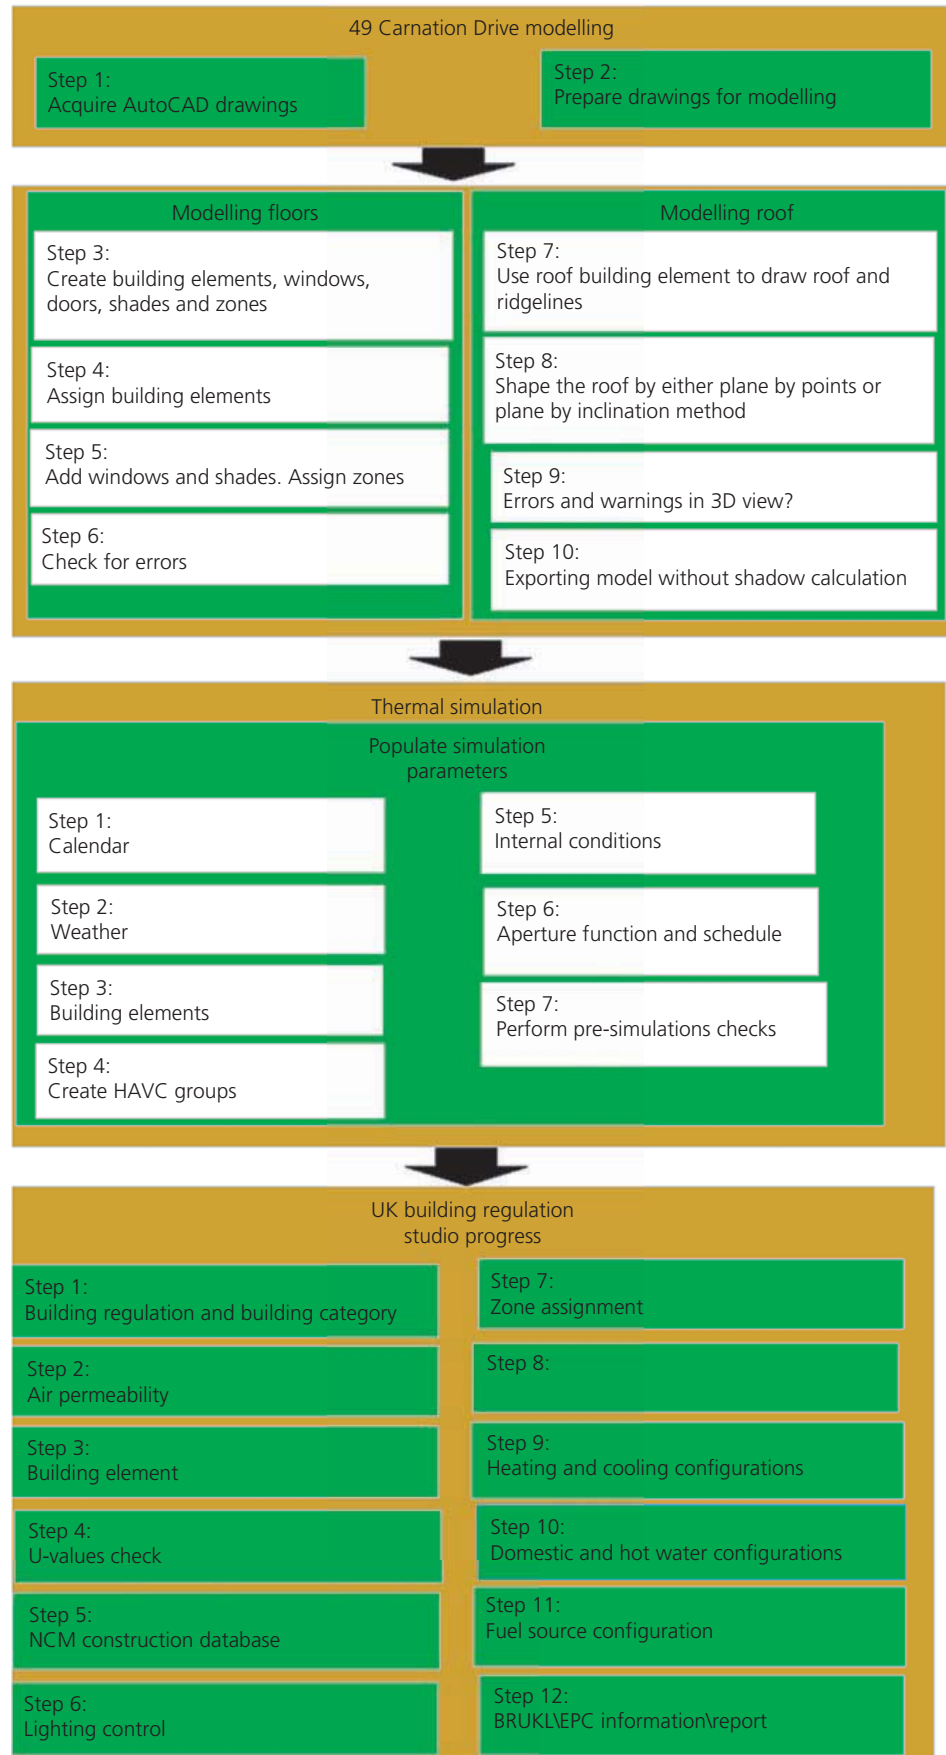 49 Carnation Drive modelling
Step 1:
Acquire AutoCAD drawings
Step 2:
Prepare drawings for modelling
Modelling floors
Step 3:
Create building elements, windows,
doors, shades and zones
Step 4:
Assign building elements
Step 5:
Add windows and shades. Assign zones
Step 6:
Check for errors
Modelling roof
Step 7:
Use roof building element to draw roof and
ridgelines
Step 8:
Shape the roof by either plane by points or
plane by inclination method
Step 9:
Errors and warnings in 3D view?
Step 10:
Exporting model without shadow calculation
Thermal simulation
Populate simulation
parameters
Step 1:
Calendar
Step 2:
Weather
Step 3:
Building elements
Step 4:
Create HAVC groups
Step 5:
Internal conditions
Step 6:
Aperture function and schedule
Step 7:
Perform pre-simulations checks
UK building regulation
studio progress
Step 1:
Building regulation and building category
Step 2:
Air permeability
Step 3:
Building element
Step 4:
U-values check
Step 5:
NCM construction database
Step 6:
Lighting control
Step 7:
Zone assignment
Step 8:
Step 9:
Heating and cooling configurations
Step 10:
Domestic and hot water configurations
Step 11:
Fuel source configuration
Step 12:
BRUKL\EPC information\report